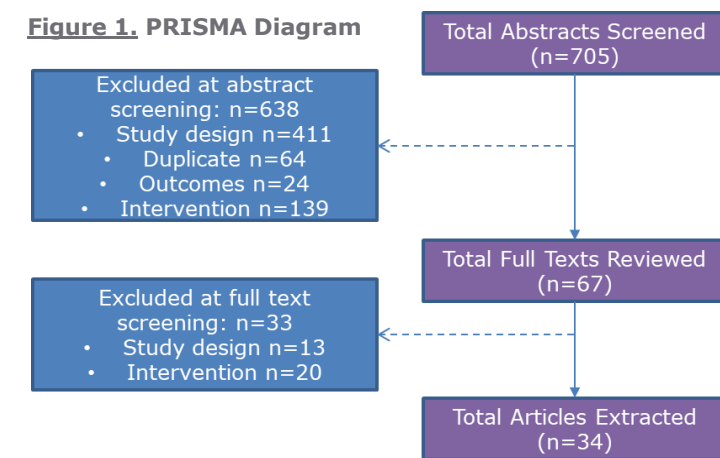 Figure 1. PRISMA Diagram
Total Abstracts Screened
(n=705)
Excluded at abstract
screening: n=638
• Study design n=411
• Duplicate n=64
• Outcomes n=24
• Intervention n=139
Total Full Texts Reviewed
(n=67)
Excluded at full text
screening: n=33
• Study design n=13
• Intervention n=20
Total Articles Extracted
(n=34)